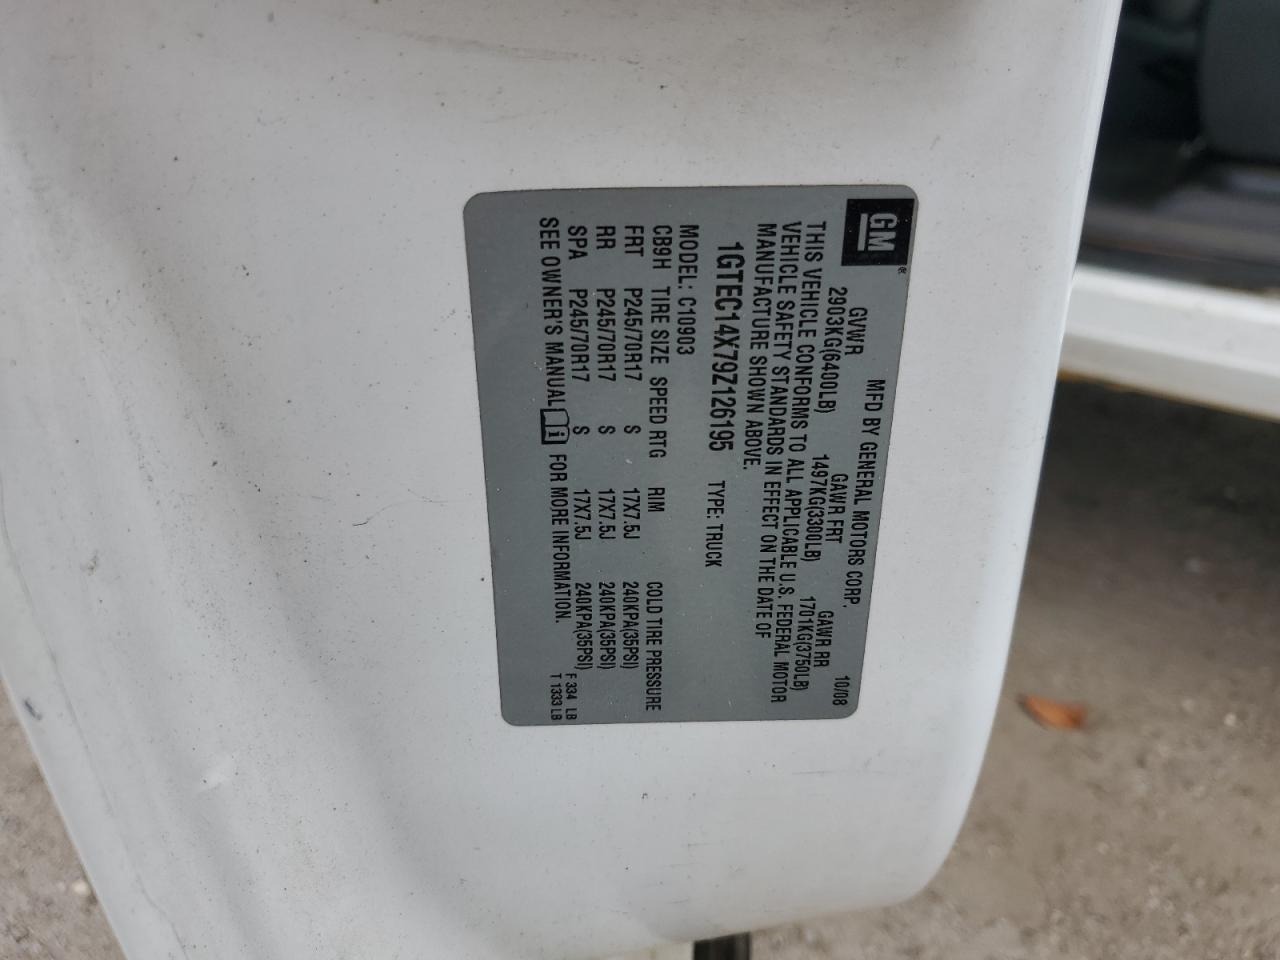 GM ®
MFD BY GENERAL MOTORS CORP. 10/08
GVWR GAWR FRT GAWR RR
2903KG(6400LB) 1497KG(3300LB) 1701KG(3750LB)
THIS VEHICLE CONFORMS TO ALL APPLICABLE U.S. FEDERAL MOTOR
VEHICLE SAFETY STANDARDS IN EFFECT ON THE DATE OF
MANUFACTURE SHOWN ABOVE.
1GTEC14X79Z126195 TYPE: TRUCK
MODEL: C10903
CB9H TIRE SIZE SPEED RTG RIM COLD TIRE PRESSURE
FRT P245/70R17 S 17X7.5J 240KPA(35PSI)
RR P245/70R17 S 17X7.5J 240KPA(35PSI)
SPA P245/70R17 S 17X7.5J 240KPA(35PSI) F 334 LB
SEE OWNER'S MANUAL i FOR MORE INFORMATION. T 1333 LB